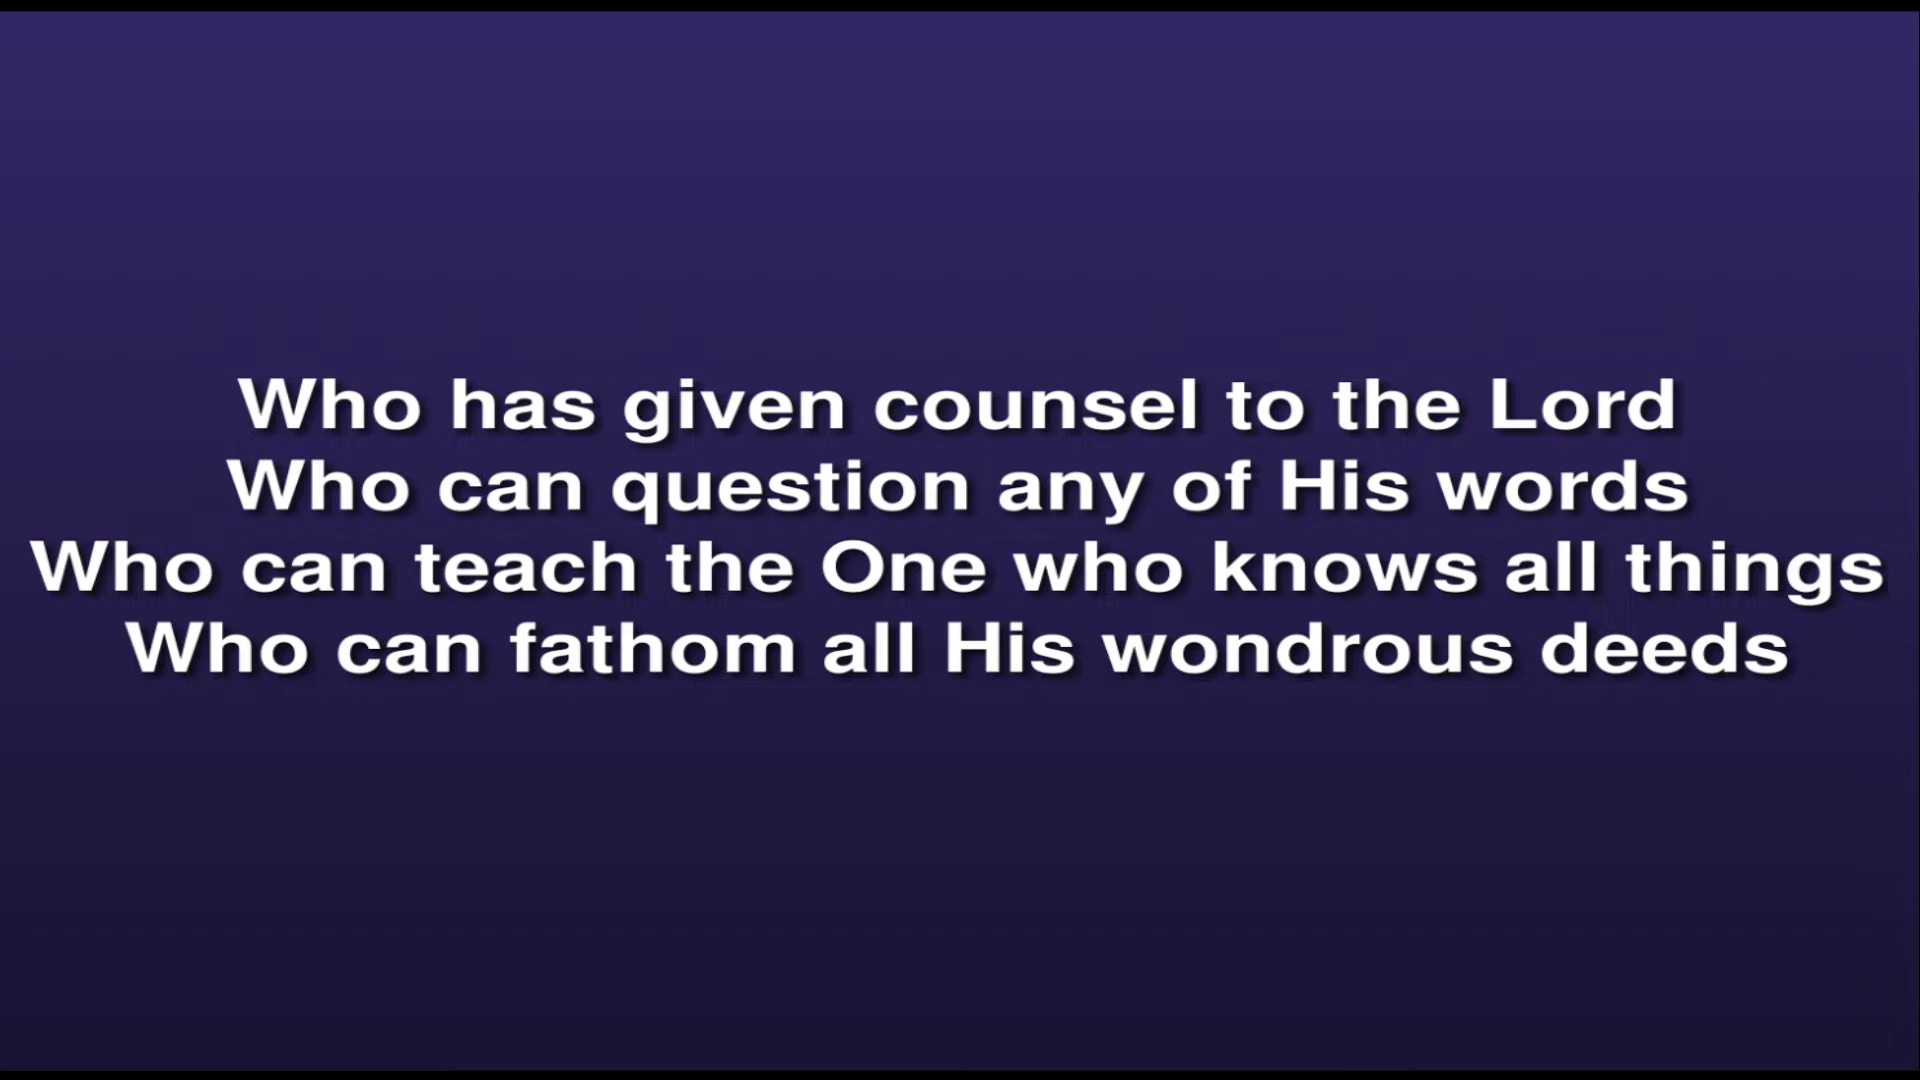 Who has given counsel to the Lord
Who can question any of His words
Who can teach the One who knows all things
Who can fathom all His wondrous deeds